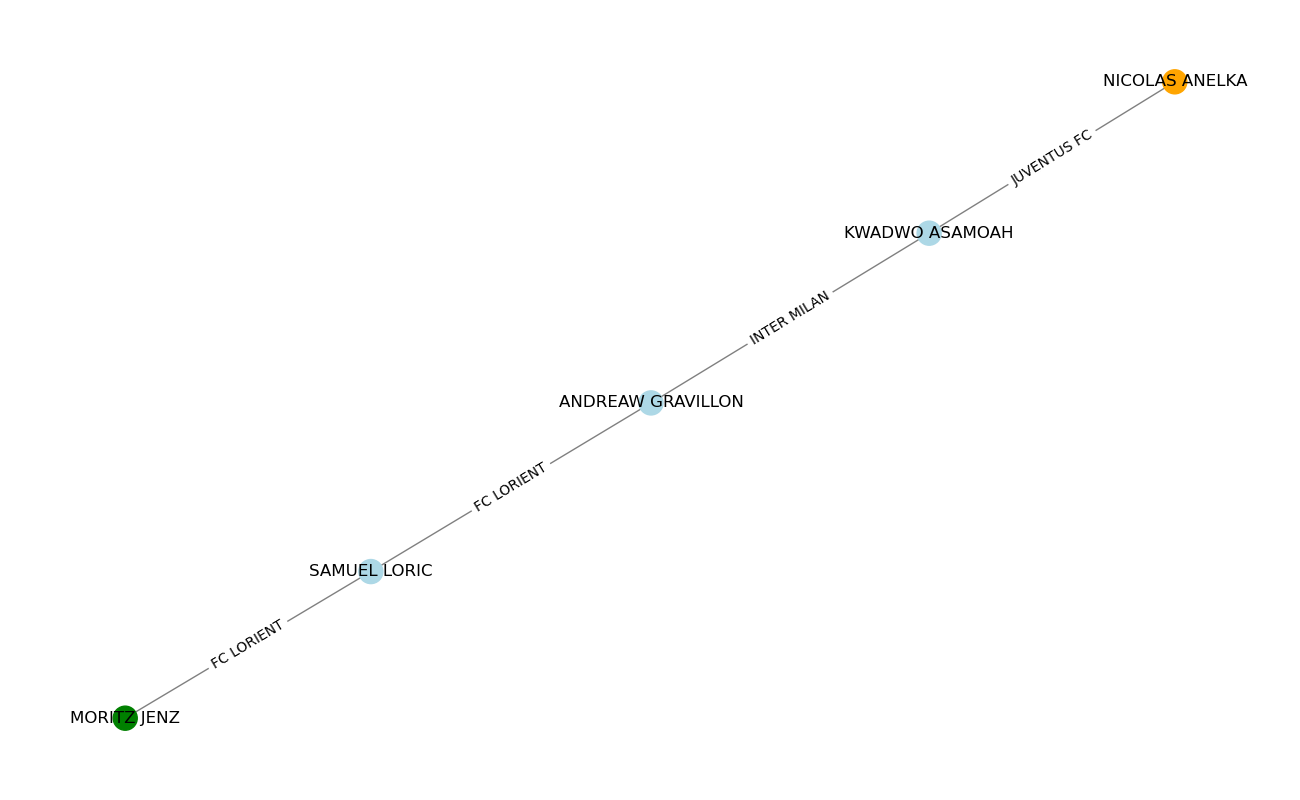 NICOLAS ANELKA
JUVENTUS FC
KWADWO ASAMOAH
INTER MILAN
ANDREAW GRAVILLON
FC LORIENT
SAMUEL LORIC
FC LORIENT
MORITZ JENZ